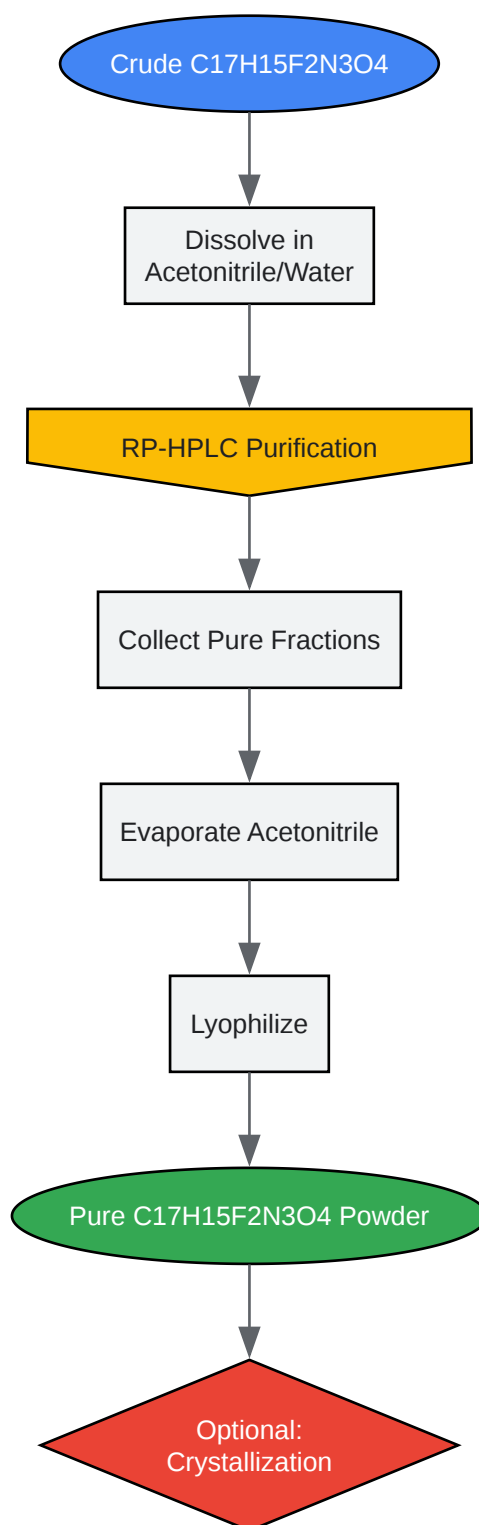 Crude C17H15F2N3O4
Dissolve in
Acetonitrile/Water
RP-HPLC Purification
Collect Pure Fractions
Evaporate Acetonitrile
Lyophilize
Pure C17H15F2N3O4 Powder
Optional:
Crystallization